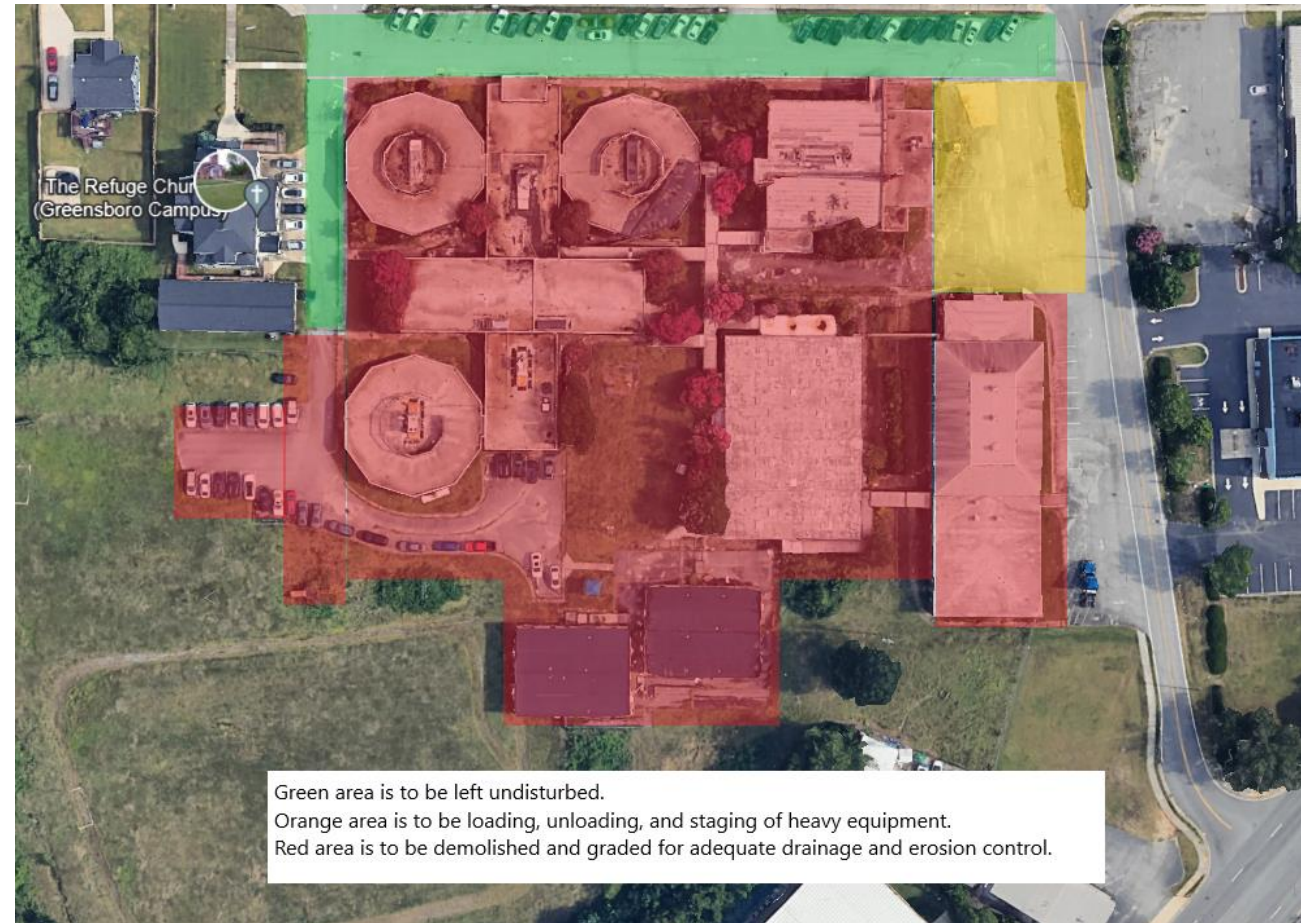 The Refuge Chur
(Greensboro Campus)
Green area is to be left undisturbed.
Orange area is to be loading, unloading, and staging of heavy equipment.
Red area is to be demolished and graded for adequate drainage and erosion control.